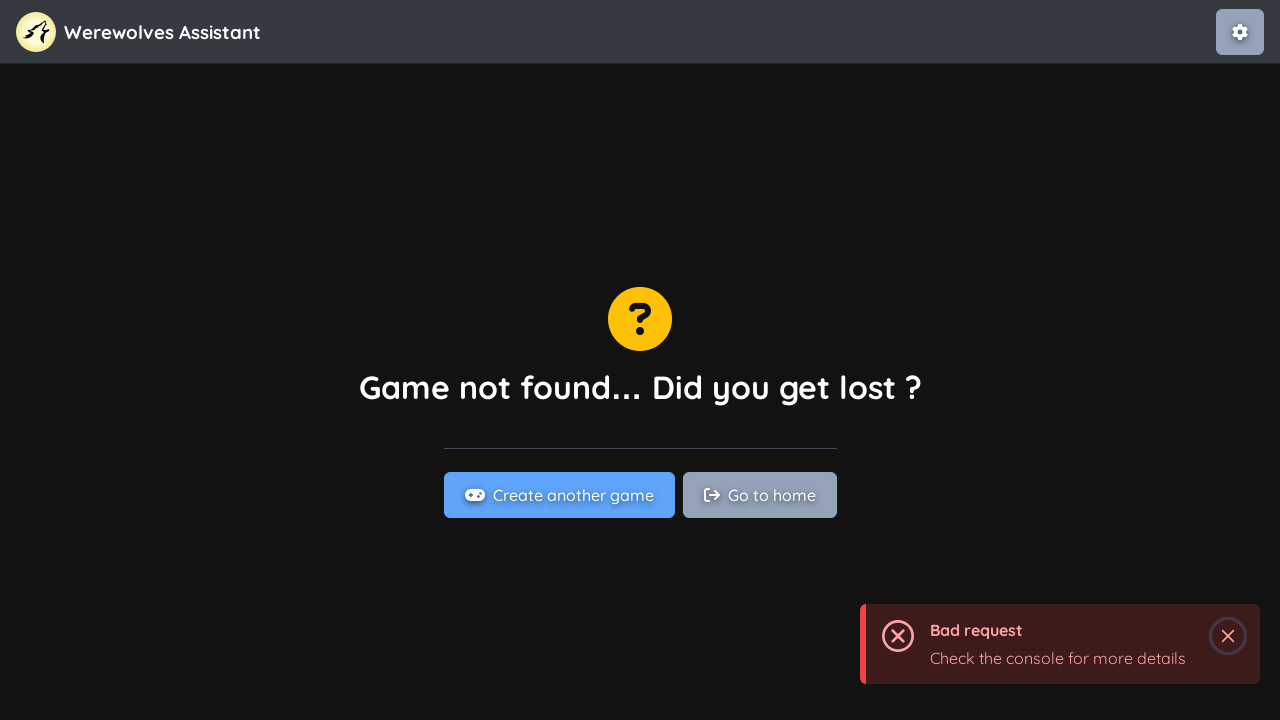 Werewolves Assistant
?
Game not found... Did you get lost ?
Create another game
Go to home
Bad request
Check the console for more details